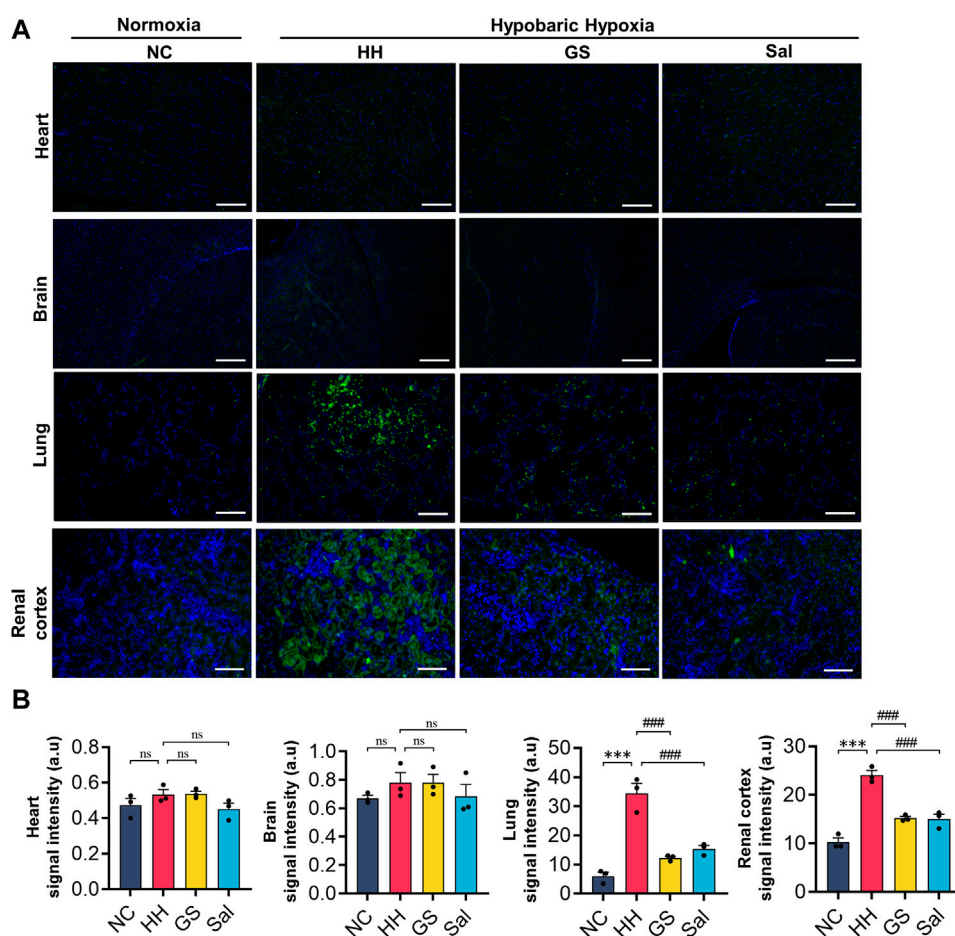 A
Normoxia
Hypobaric Hypoxia
NC
HH
GS
Sal
Heart
Brain
Lung
Renal
cortex
B
Heart
signal intensity (a.u)
0.8
0.6
0.4
0.2
0.0
ns
ns
ns
NC
HH
GS
Sal
Brain
signal intensity (a.u)
1.0
0.8
0.6
0.4
0.2
0.0
ns
ns
ns
NC
HH
GS
Sal
Lung
signal intensity (a.u)
50
40
30
20
10
0
###
***
###
NC
HH
GS
Sal
Renal cortex
signal intensity (a.u)
30
20
10
0
###
***
###
NC
HH
GS
Sal